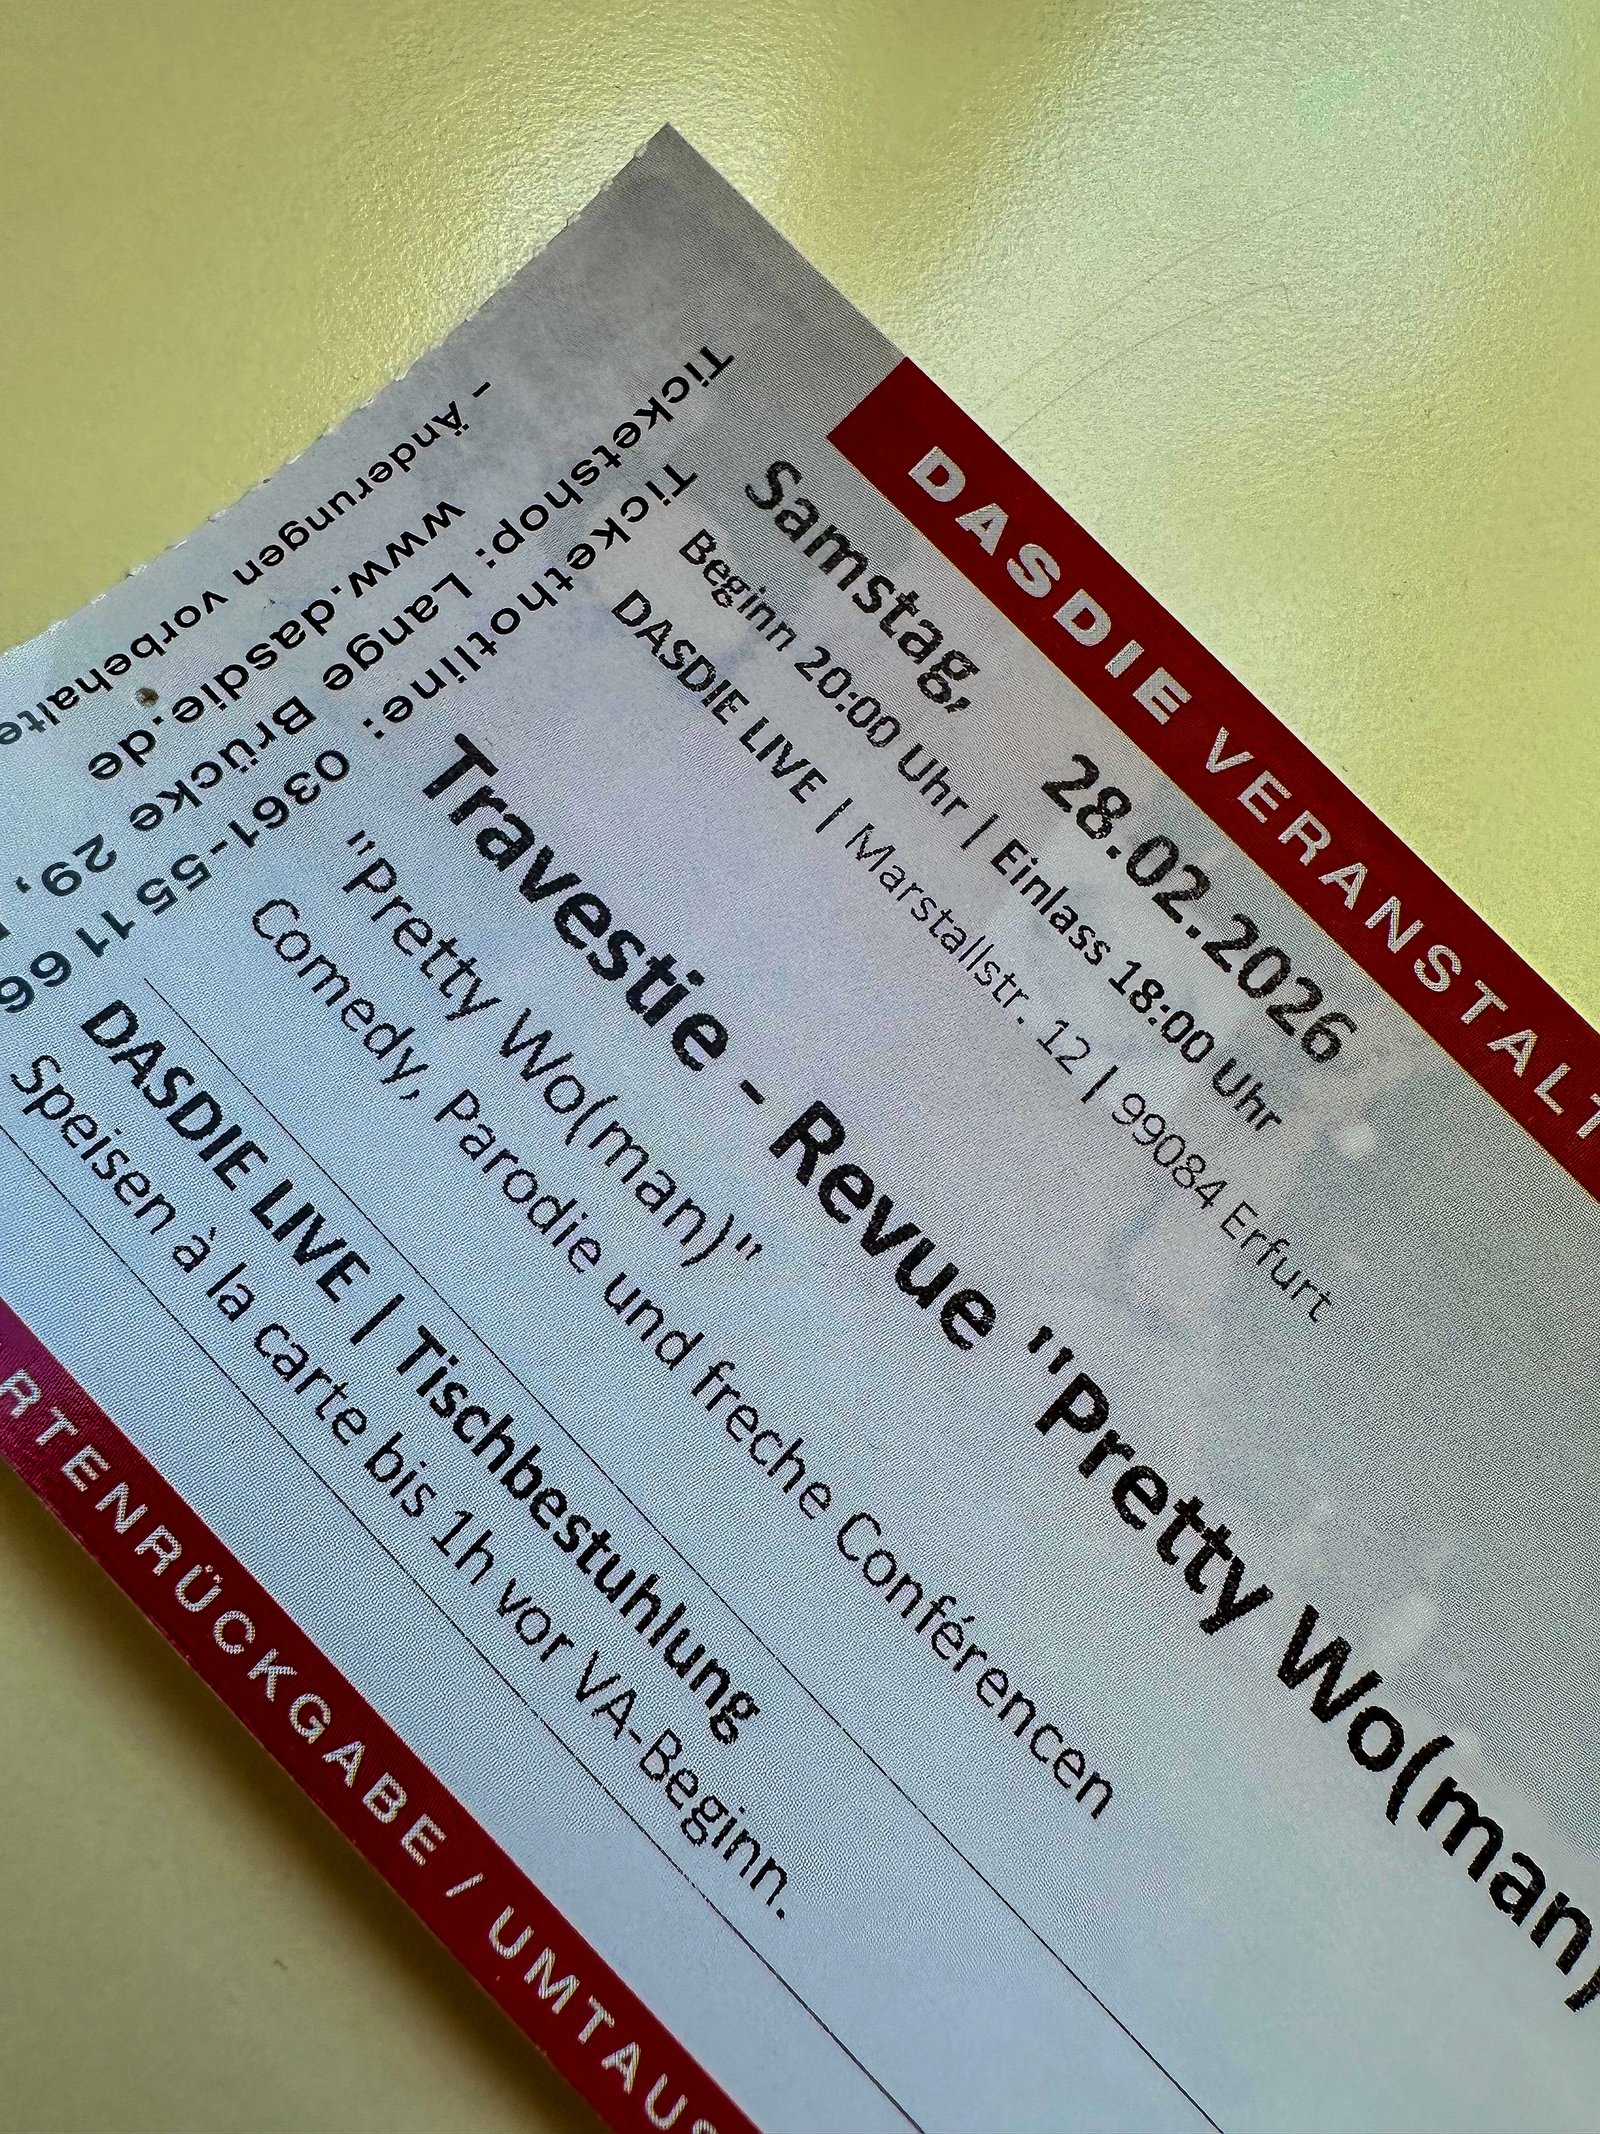 DASDIE VERANSTALT
Samstag, 28.02.2026
Beginn 20:00 Uhr | Einlass 18:00 Uhr
DASDIE LIVE | Marstallstr. 12 | 99084 Erfurt
Travestie - Revue "Pretty Wo(man)
"Pretty Wo(man)"
Comedy, Parodie und freche Conférencen
DASDIE LIVE | Tischbestuhlung
Speisen à la carte bis 1h vor VA-Beginn.
RTENRÜCKGABE / UMTAUS
Tickethotline: 0361-55 11 66
Ticketshop: Lange Brücke 29,
www.dasdie.de
- Änderungen vorbehalte